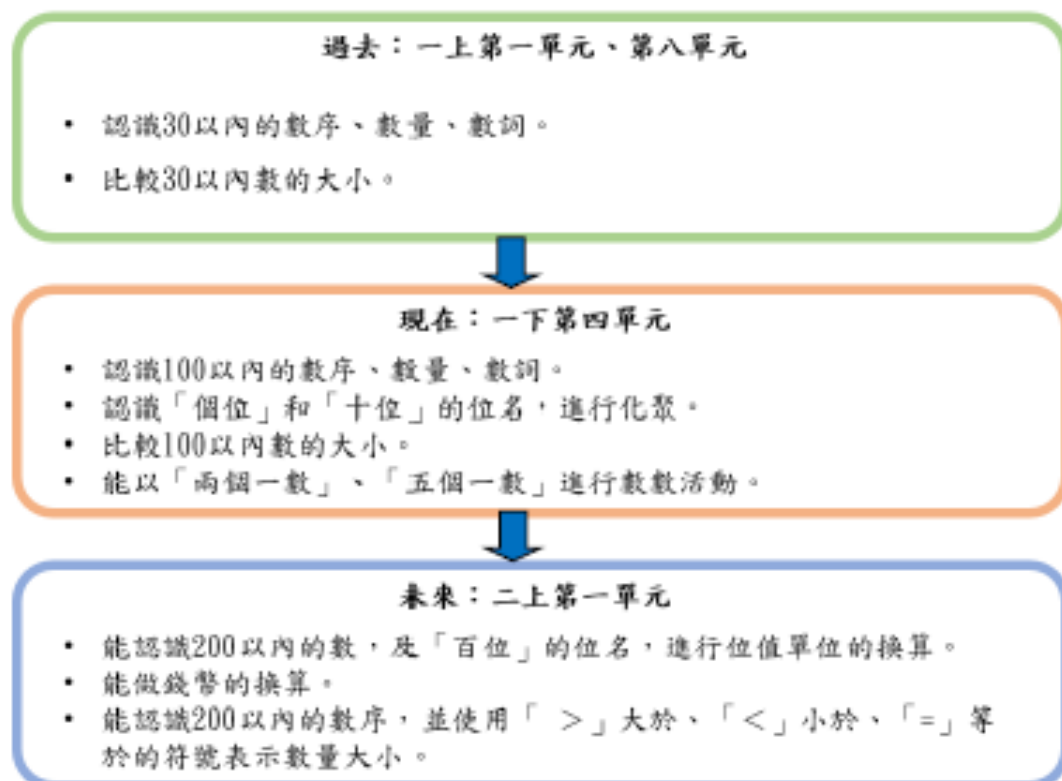 過去：一上第一單元、第八單元
• 認識30以內的數序、數量、數詞。
• 比較30以內數的大小。
現在：一下第四單元
• 認識100以內的數序、數量、數詞。
• 認識「個位」和「十位」的位名，進行化聚。
• 比較100以內數的大小。
• 能以「兩個一數」、「五個一數」進行數數活動。
未來：二上第一單元
• 能認識200以內的數，及「百位」的位名，進行位值單位的換算。
• 能做錢幣的換算。
• 能認識200以內的數序，並使用「 >」大於、「<」小於、「=」等
於的符號表示數量大小。